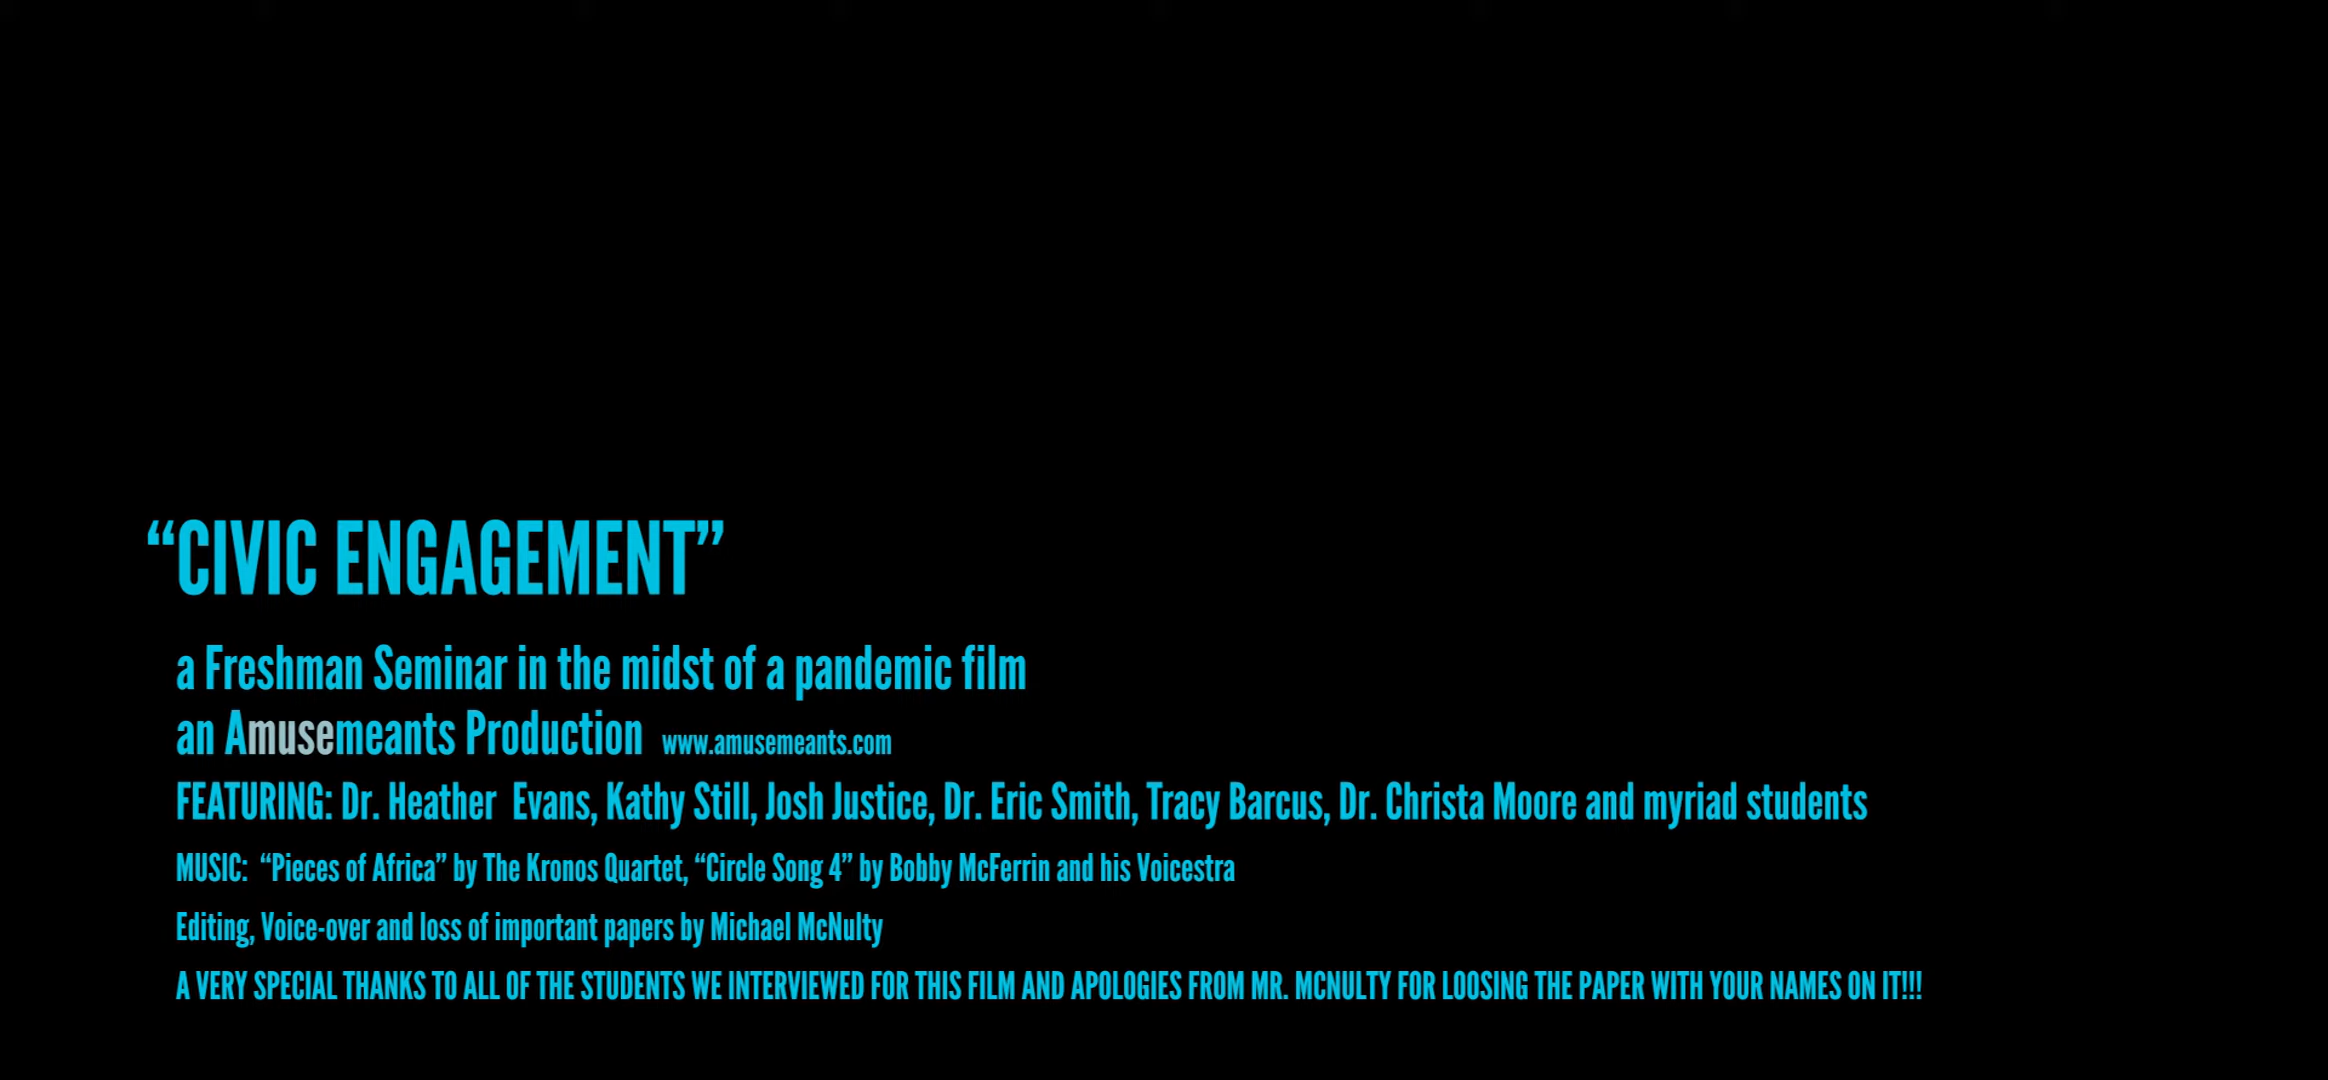 “CIVIC ENGAGEMENT”
a Freshman Seminar in the midst of a pandemic film
an Amusemeants Production www.amusemeants.com
FEATURING: Dr. Heather Evans, Kathy Still, Josh Justice, Dr. Eric Smith, Tracy Barcus, Dr. Christa Moore and myriad students
MUSIC: “Pieces of Africa” by The Kronos Quartet, “Circle Song 4” by Bobby McFerrin and his Voicestra
Editing, Voice-over and loss of important papers by Michael McNulty
A VERY SPECIAL THANKS TO ALL OF THE STUDENTS WE INTERVIEWED FOR THIS FILM AND APOLOGIES FROM MR. MCNULTY FOR LOOSING THE PAPER WITH YOUR NAMES ON IT!!!